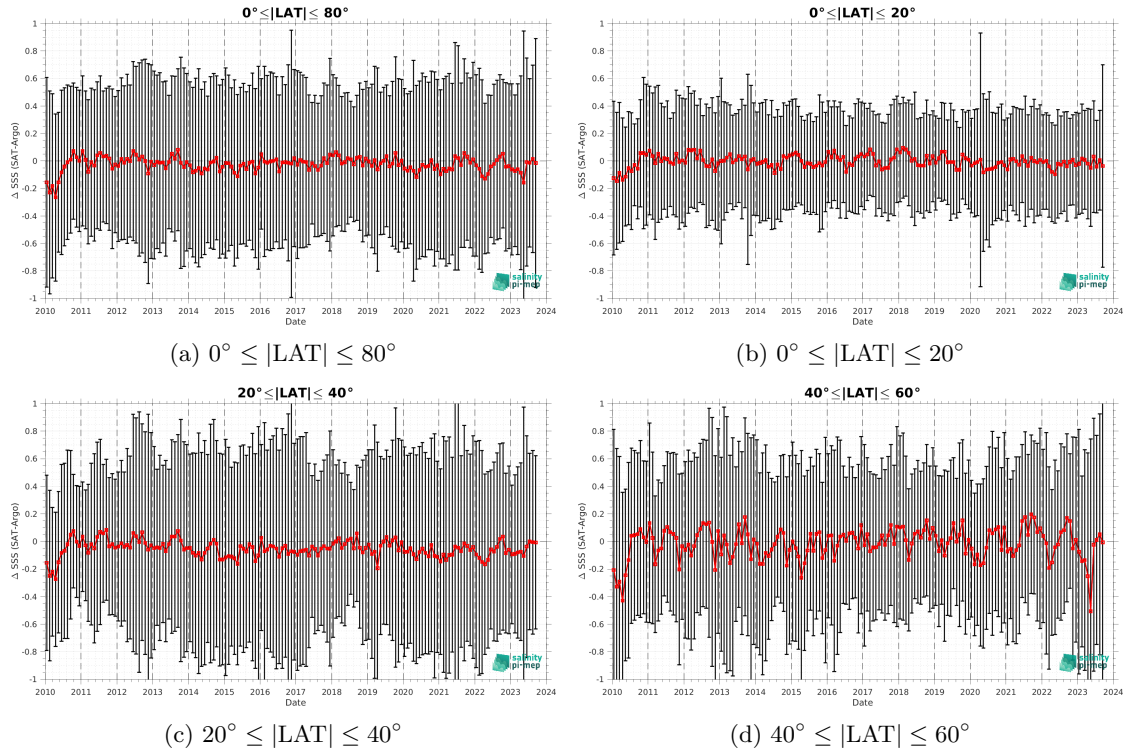 0°≤|LAT|≤ 80°
Δ SSS (SAT-Argo)
1
0.8
0.6
0.4
0.2
0
-0.2
-0.4
-0.6
-0.8
-1
salinity
pi-mep
2010 2011 2012 2013 2014 2015 2016 2017 2018 2019 2020 2021 2022 2023 2024
Date
(a) 0° ≤ |LAT| ≤ 80°
0°≤|LAT|≤ 20°
Δ SSS (SAT-Argo)
1
0.8
0.6
0.4
0.2
0
-0.2
-0.4
-0.6
-0.8
-1
salinity
pi-mep
2010 2011 2012 2013 2014 2015 2016 2017 2018 2019 2020 2021 2022 2023 2024
Date
(b) 0° ≤ |LAT| ≤ 20°
20°≤|LAT|≤ 40°
Δ SSS (SAT-Argo)
1
0.8
0.6
0.4
0.2
0
-0.2
-0.4
-0.6
-0.8
-1
salinity
pi-mep
2010 2011 2012 2013 2014 2015 2016 2017 2018 2019 2020 2021 2022 2023 2024
Date
(c) 20° ≤ |LAT| ≤ 40°
40°≤|LAT|≤ 60°
Δ SSS (SAT-Argo)
1
0.8
0.6
0.4
0.2
0
-0.2
-0.4
-0.6
-0.8
-1
salinity
pi-mep
2010 2011 2012 2013 2014 2015 2016 2017 2018 2019 2020 2021 2022 2023 2024
Date
(d) 40° ≤ |LAT| ≤ 60°